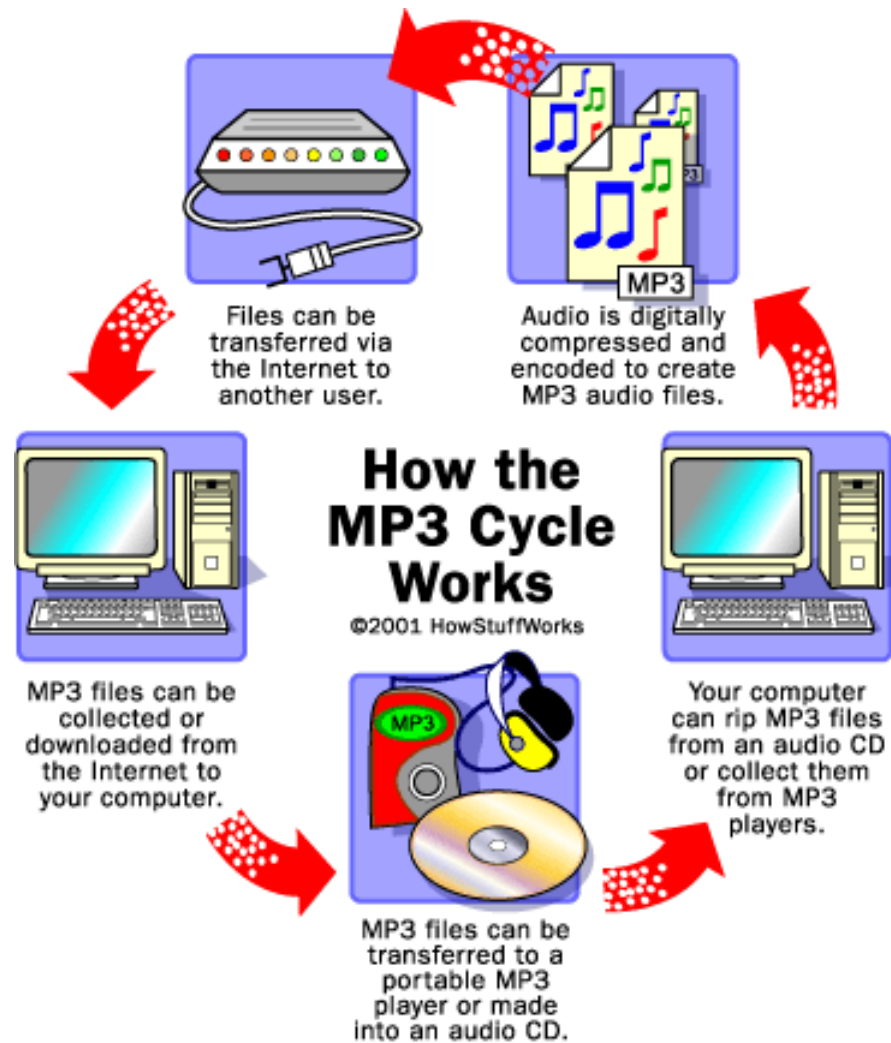 MP3
Files can be
transferred via
the Internet to
another user.
Audio is digitally
compressed and
encoded to create
MP3 audio files.
How the
MP3 Cycle
Works
©2001 HowStuffWorks
MP3 files can be
collected or
downloaded from
the Internet to
your computer.
MP3
MP3 files can be
transferred to a
portable MP3
player or made
into an audio CD.
Your computer
can rip MP3 files
from an audio CD
or collect them
from MP3
players.